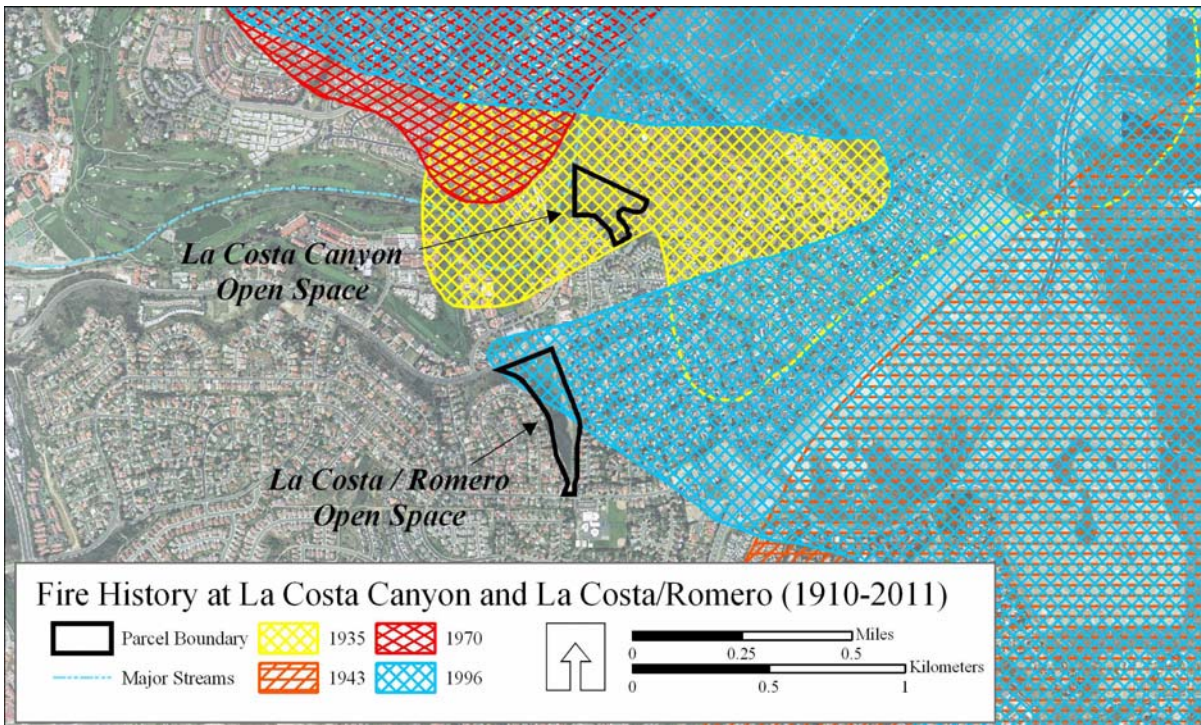 La Costa Canyon
Open Space
La Costa / Romero
Open Space
Fire History at La Costa Canyon and La Costa/Romero (1910-2011)
Parcel Boundary 1935 1970 Miles
0 0.25 0.5
Major Streams 1943 1996 Kilometers
0 0.5 1